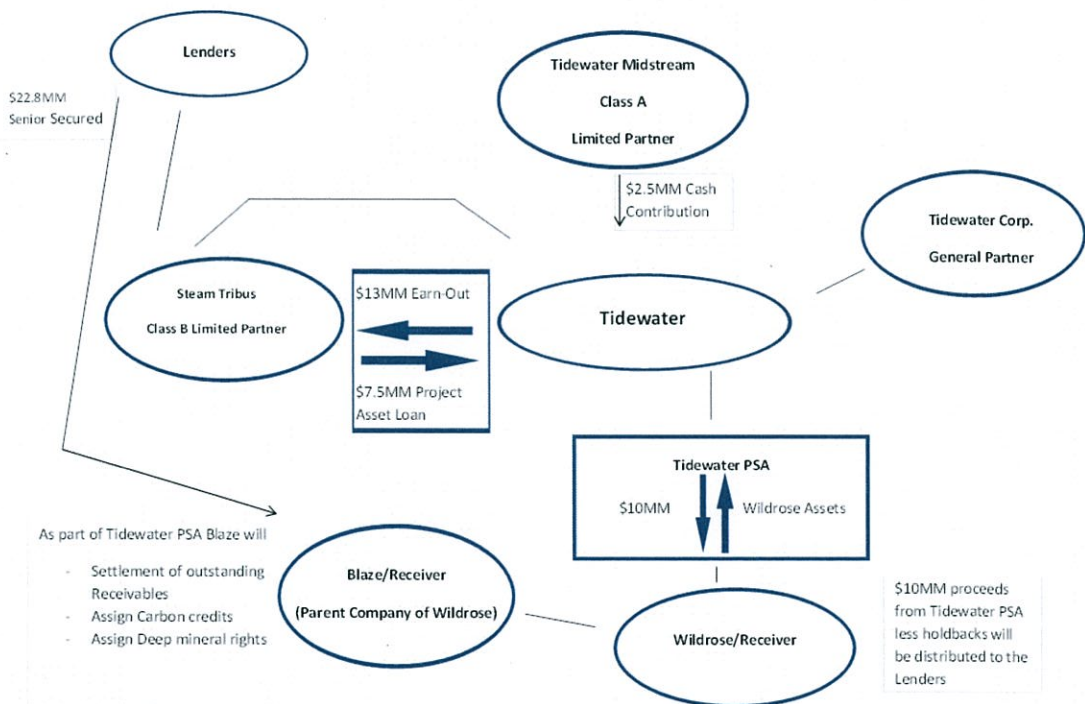 Lenders
$22.8MM
Senior Secured
Tidewater Midstream
Class A
Limited Partner
$2.5MM Cash
Contribution
Tidewater Corp.
General Partner
Steam Tribus
Class B Limited Partner
$13MM Earn-Out
$7.5MM Project
Asset Loan
Tidewater
Tidewater PSA
$10MM
Wildrose Assets
As part of Tidewater PSA Blaze will
- Settlement of outstanding
Receivables
- Assign Carbon credits
- Assign Deep mineral rights
Blaze/Receiver
(Parent Company of Wildrose)
Wildrose/Receiver
$10MM proceeds
from Tidewater PSA
less holdbacks will
be distributed to the
Lenders